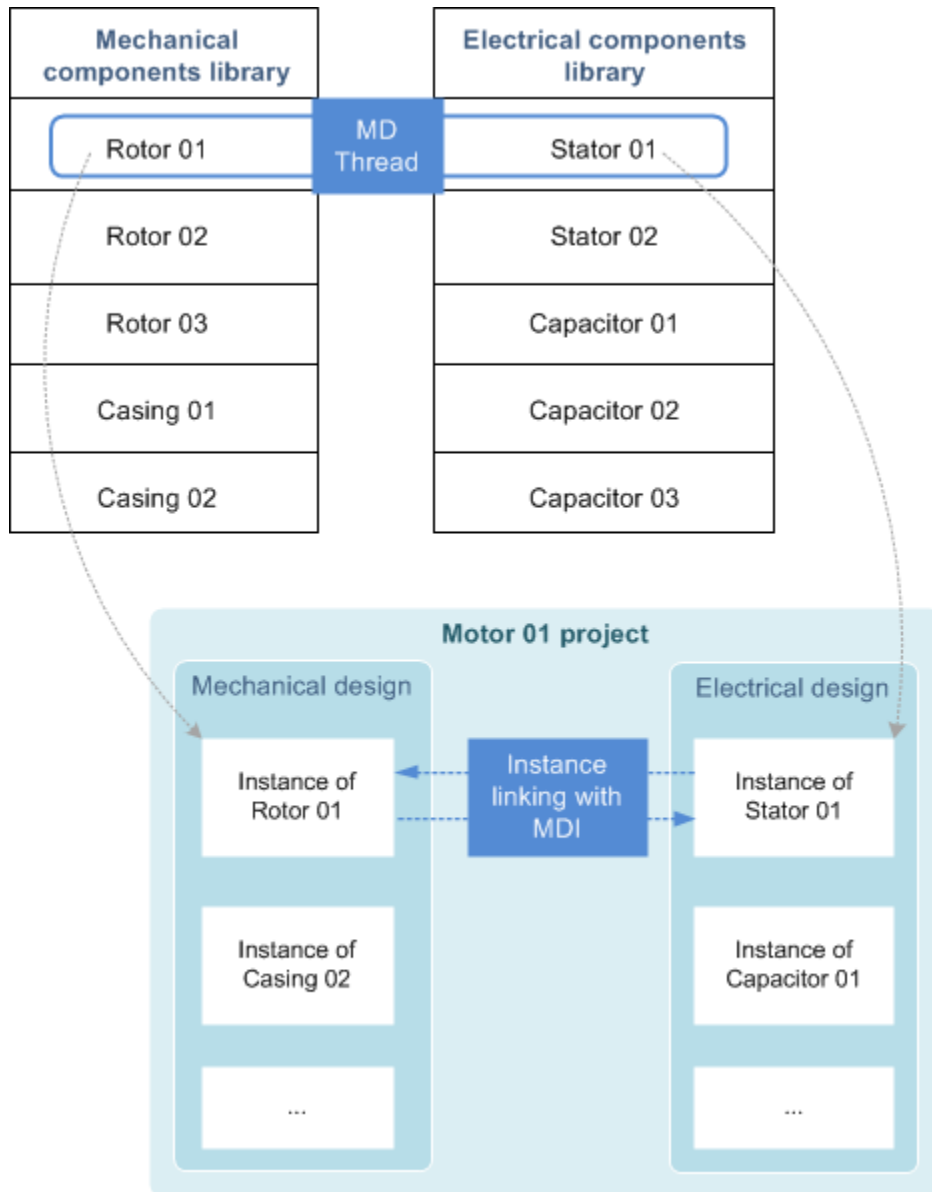 Mechanical
components library
Electrical components
library
MD
Thread
Rotor 01
Stator 01
Rotor 02
Stator 02
Rotor 03
Capacitor 01
Casing 01
Capacitor 02
Casing 02
Capacitor 03
Motor 01 project
Mechanical design
Electrical design
Instance of
Rotor 01
Instance
linking with
MDI
Instance of
Stator 01
Instance of
Casing 02
Instance of
Capacitor 01
...
...